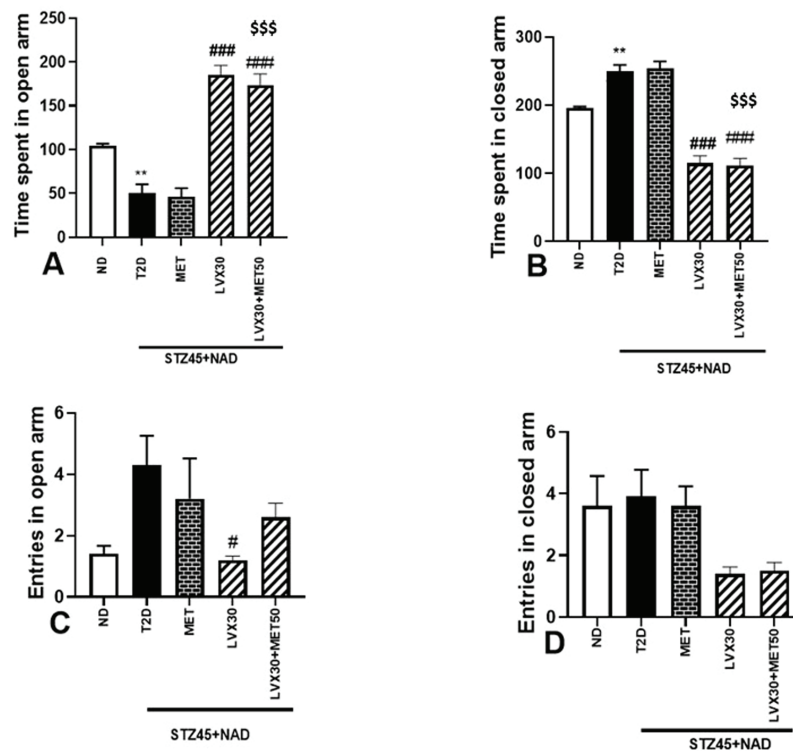 Time spent in open arm
250
200
150
100
50
0
**
###
$$$
####
A
ND
T2D
MET
LVX30
LVX30+MET50
STZ45+NAD
Time spent in closed arm
300
200
100
0
**
###
$$$
####
B
ND
T2D
MET
LVX30
LVX30+MET50
STZ45+NAD
Entries in open arm
6
4
2
0
#
C
ND
T2D
MET
LVX30
LVX30+MET50
STZ45+NAD
Entries in closed arm
6
4
2
0
D
ND
T2D
MET
LVX30
LVX30+MET50
STZ45+NAD